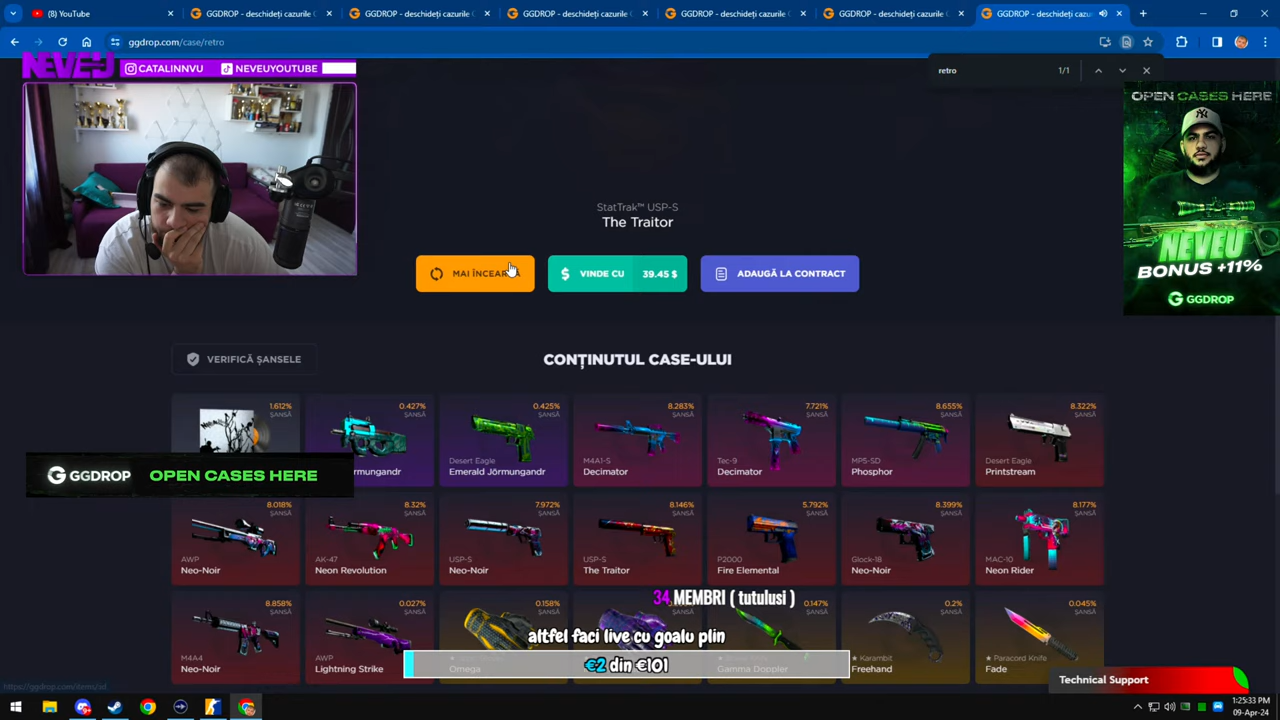 (8) YouTube
GGDROP - deschideți cazurile
GGDROP - deschideți cazurile
GGDROP - deschideți cazurile
GGDROP - deschideți cazurile
GGDROP - deschideți cazurile
GGDROP - deschideți cazu
ggdrop.com/case/retro
NEVEU
CATALINNVU
NEVEUYOUTUBE
retro
1/1
OPEN CASES HERE
NEVEU
BONUS +11%
GGDROP
StatTrak™ USP-S
The Traitor
MAI ÎNCEARCĂ
VINDE CU
39.45 $
ADAUGĂ LA CONTRACT
VERIFICĂ ȘANSELE
CONȚINUTUL CASE-ULUI
1.612%
ȘANSĂ
0.427%
ȘANSĂ
mungandr
0.425%
ȘANSĂ
Desert Eagle
Emerald Jörmungandr
8.283%
ȘANSĂ
M4A1-S
Decimator
7.721%
ȘANSĂ
Tec-9
Decimator
8.655%
ȘANSĂ
MP5-SD
Phosphor
8.322%
ȘANSĂ
Desert Eagle
Printstream
GGDROP
OPEN CASES HERE
8.018%
ȘANSĂ
AWP
Neo-Noir
8.32%
ȘANSĂ
AK-47
Neon Revolution
7.972%
ȘANSĂ
USP-S
Neo-Noir
8.146%
ȘANSĂ
USP-S
The Traitor
5.792%
ȘANSĂ
P2000
Fire Elemental
8.399%
ȘANSĂ
Glock-18
Neo-Noir
8.177%
ȘANSĂ
MAC-10
Neon Rider
34 MEMBRI ( tutulusi )
8.858%
ȘANSĂ
M4A4
Neo-Noir
0.027%
ȘANSĂ
AWP
Lightning Strike
0.158%
ȘANSĂ
Omega
0.147%
ȘANSĂ
Gamma Doppler
0.2%
ȘANSĂ
★ Karambit
Freehand
0.045%
ȘANSĂ
★ Paracord Knife
Fade
altfel faci live cu goalu plin
€2 din €101
Technical Support
https://ggdrop.com/items/sd
1:25:33 PM
09-Apr-24